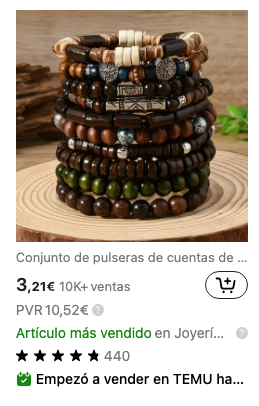 Conjunto de pulseras de cuentas de ...
3,21€ 10K+ ventas
PVR 10,52€ ?
Artículo más vendido en Joyerí... ?
440
Empezó a vender en TEMU ha...